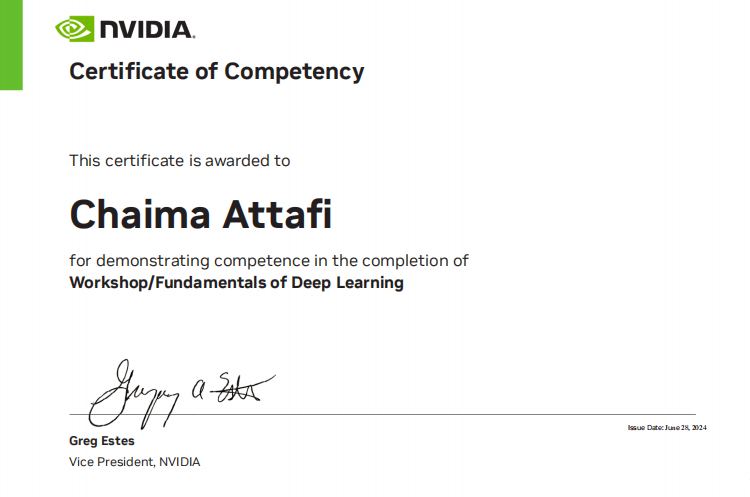 NVIDIA.
Certificate of Competency
This certificate is awarded to
Chaima Attafi
for demonstrating competence in the completion of
Workshop/Fundamentals of Deep Learning
Gregory A Estes
Issue Date: June 28, 2024
Greg Estes
Vice President, NVIDIA